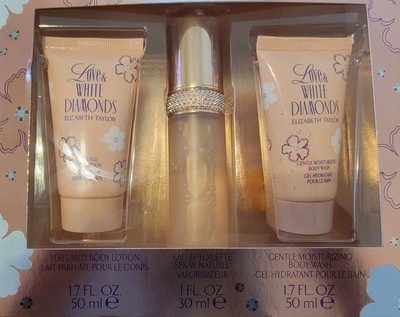 Love &
WHITE
DIAMONDS
ELIZABETH TAYLOR
Love &
WHITE
DIAMONDS
ELIZABETH TAYLOR
GENTLE MOISTURIZING
BODY WASH
GEL HYDRATANT
POUR LE BAIN
PERFUMED BODY LOTION
LAIT PARFUMÉ POUR LE CORPS
1.7 FL. OZ.
50 ml e
EAU de TOILETTE
SPRAY NATUREL
VAPORISATEUR
1 FL. OZ.
30 ml e
GENTLE MOISTURIZING
BODY WASH
GEL HYDRATANT POUR LE BAIN
1.7 FL. OZ.
50 ml e